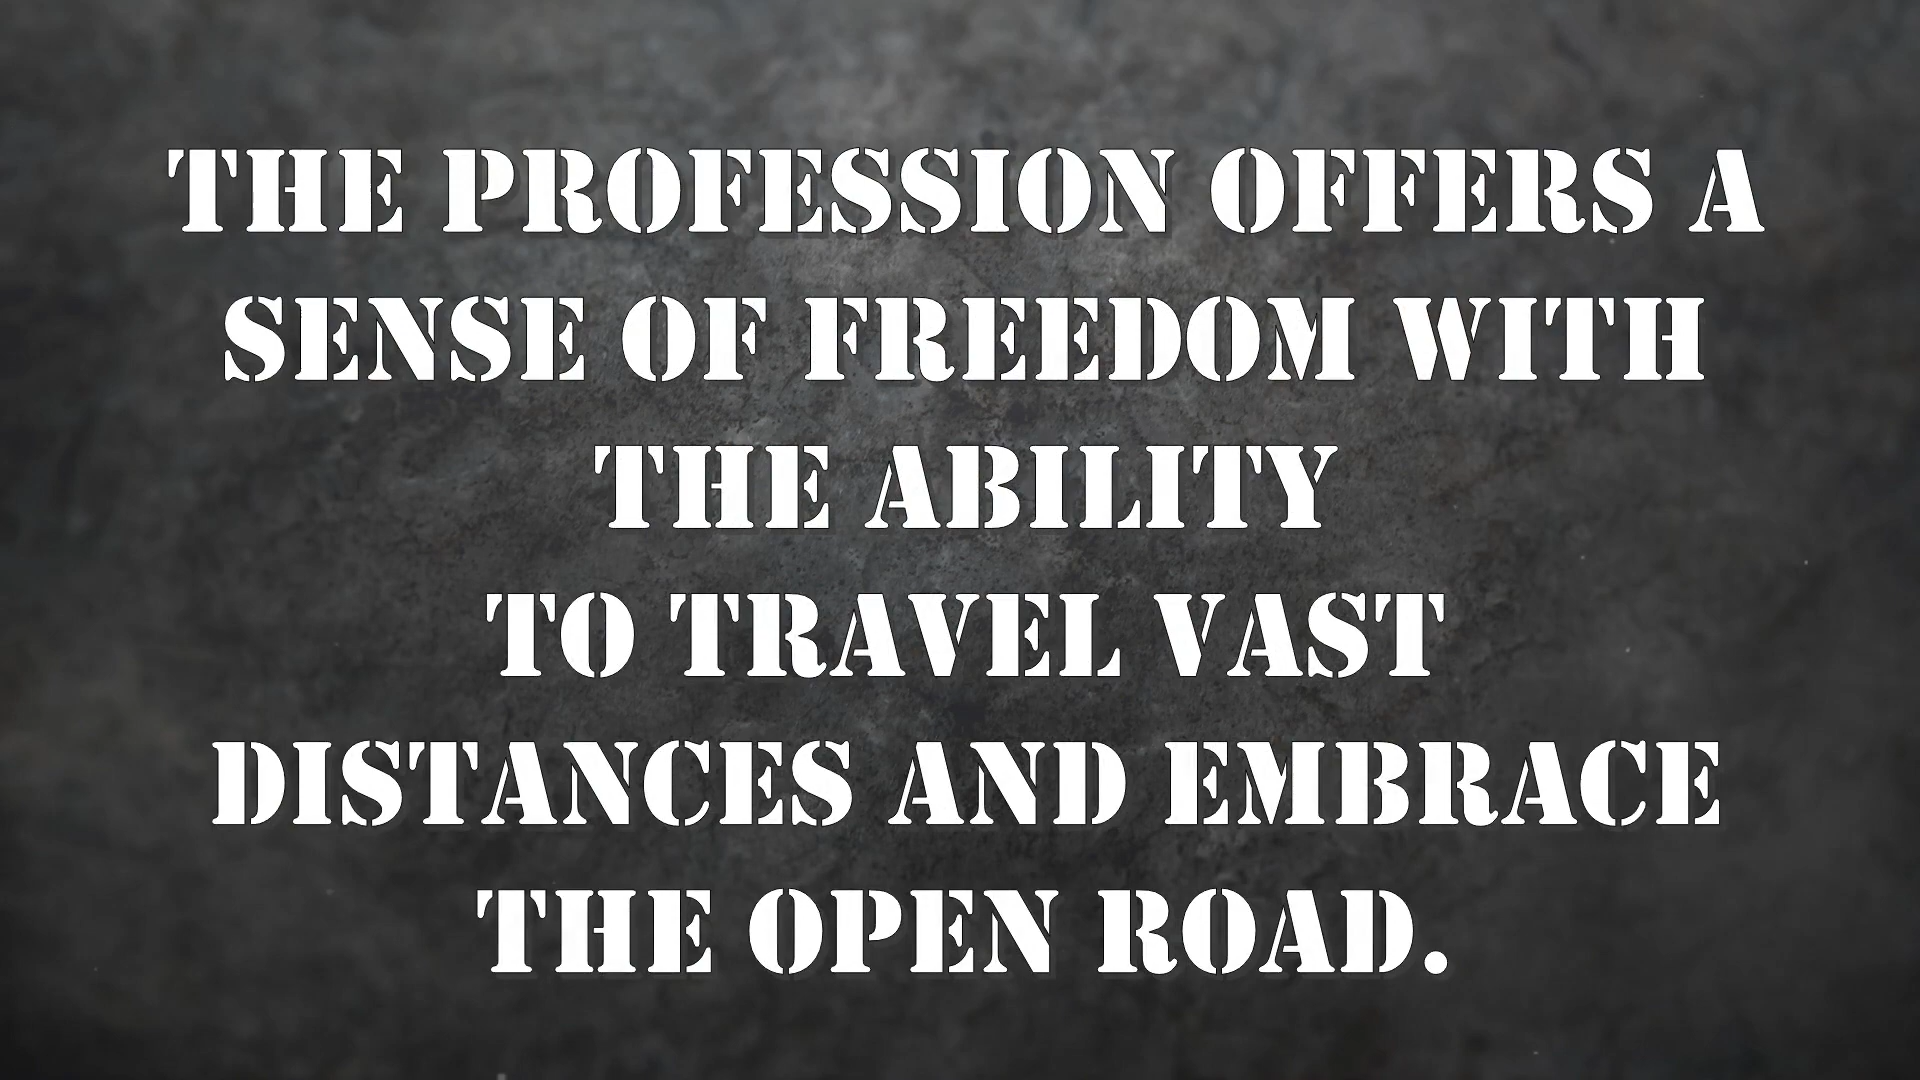 THE PROFESSION OFFERS A
SENSE OF FREEDOM WITH
THE ABILITY
TO TRAVEL VAST
DISTANCES AND EMBRACE
THE OPEN ROAD.